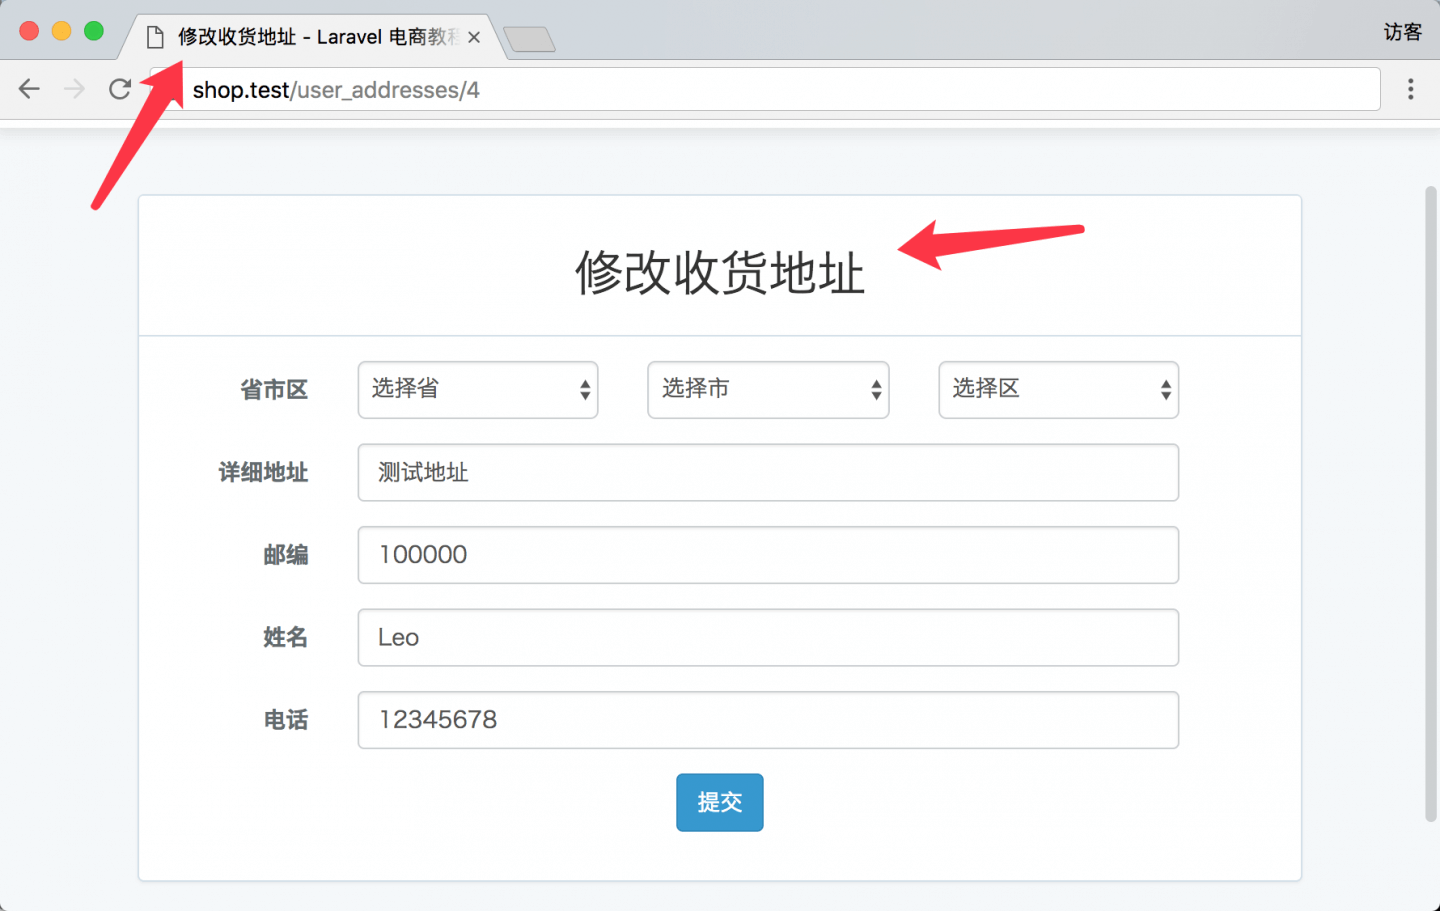 修改收货地址 - Laravel 电商教程
访客
shop.test/user_addresses/4
修改收货地址
省市区 选择省 选择市 选择区
详细地址 测试地址
邮编 100000
姓名 Leo
电话 12345678
提交